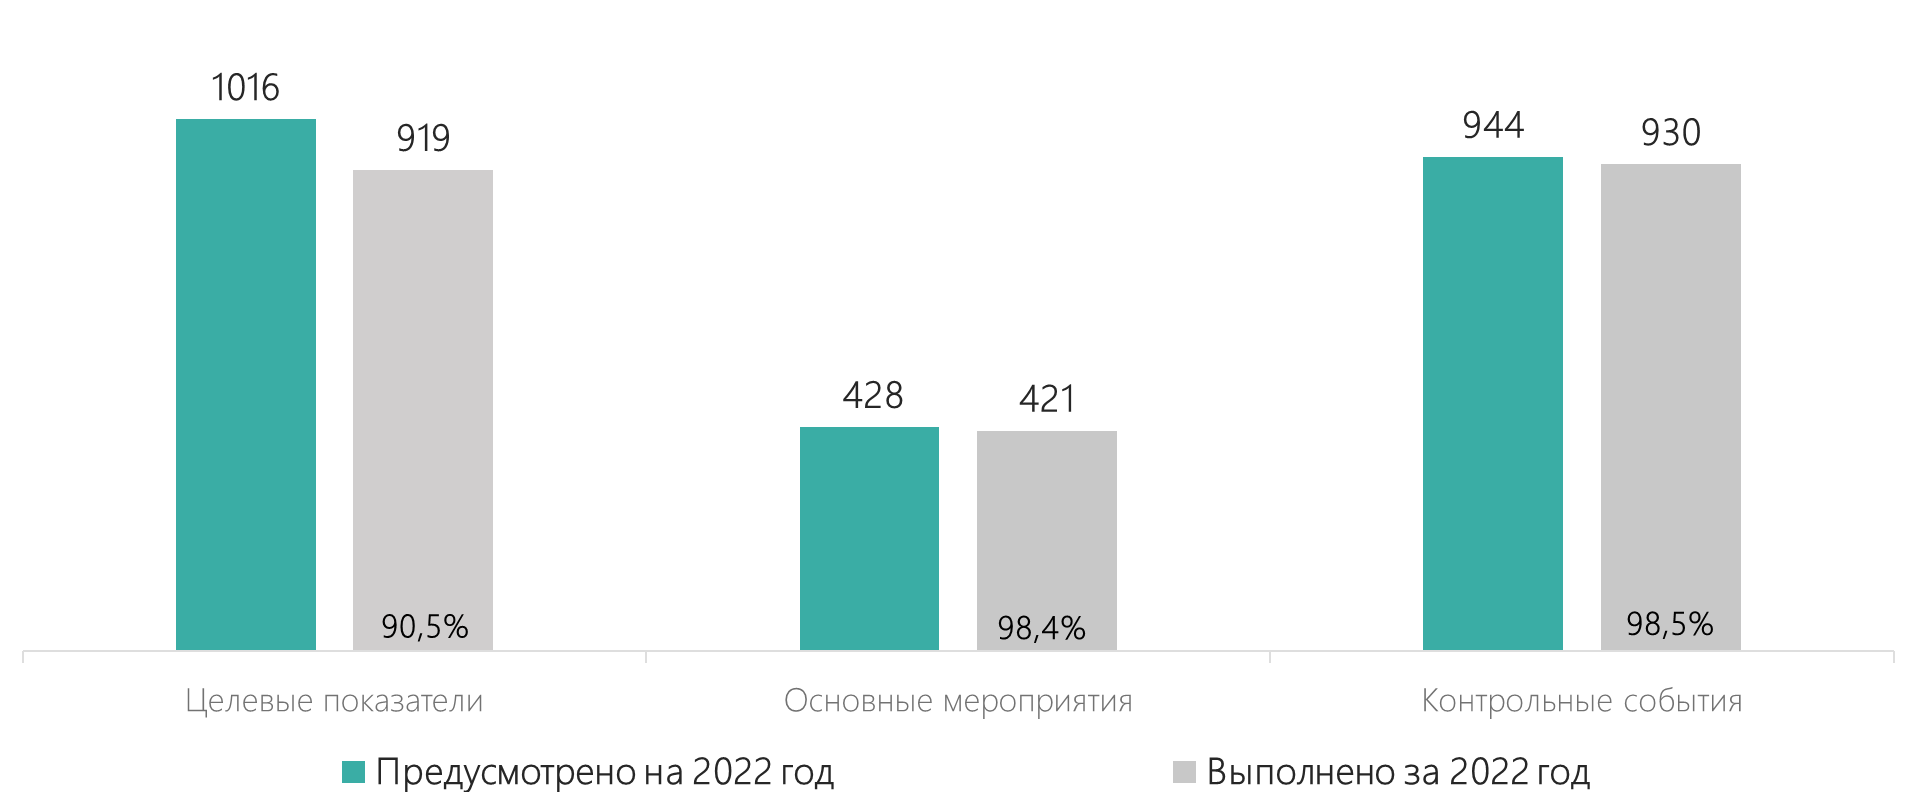 1016
919
428
421
944
930
90,5%
98,4%
98,5%
Целевые показатели
Основные мероприятия
Контрольные события
Предусмотрено на 2022 год
Выполнено за 2022 год